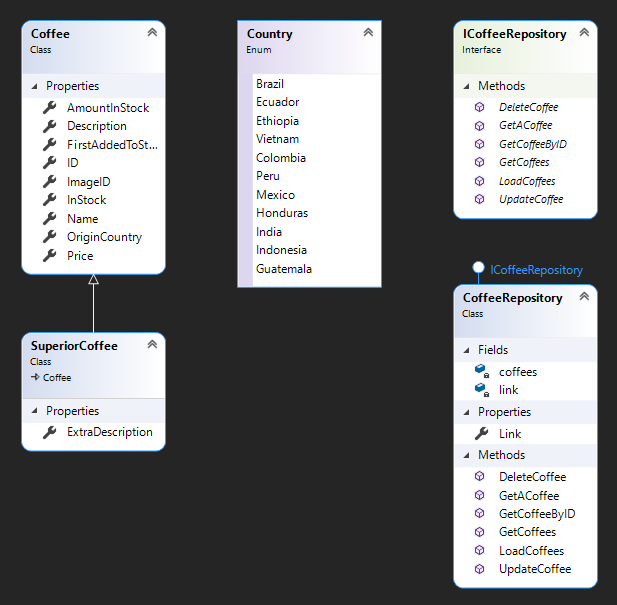 Coffee
Class
Properties
AmountInStock
Description
FirstAddedToSt...
ID
ImageID
InStock
Name
OriginCountry
Price
SuperiorCoffee
Class
Coffee
Properties
ExtraDescription
Country
Enum
Brazil
Ecuador
Ethiopia
Vietnam
Colombia
Peru
Mexico
Honduras
India
Indonesia
Guatemala
ICoffeeRepository
Interface
Methods
DeleteCoffee
GetACoffee
GetCoffeeByID
GetCoffees
LoadCoffees
UpdateCoffee
ICoffeeRepository
CoffeeRepository
Class
Fields
coffees
link
Properties
Link
Methods
DeleteCoffee
GetACoffee
GetCoffeeByID
GetCoffees
LoadCoffees
UpdateCoffee